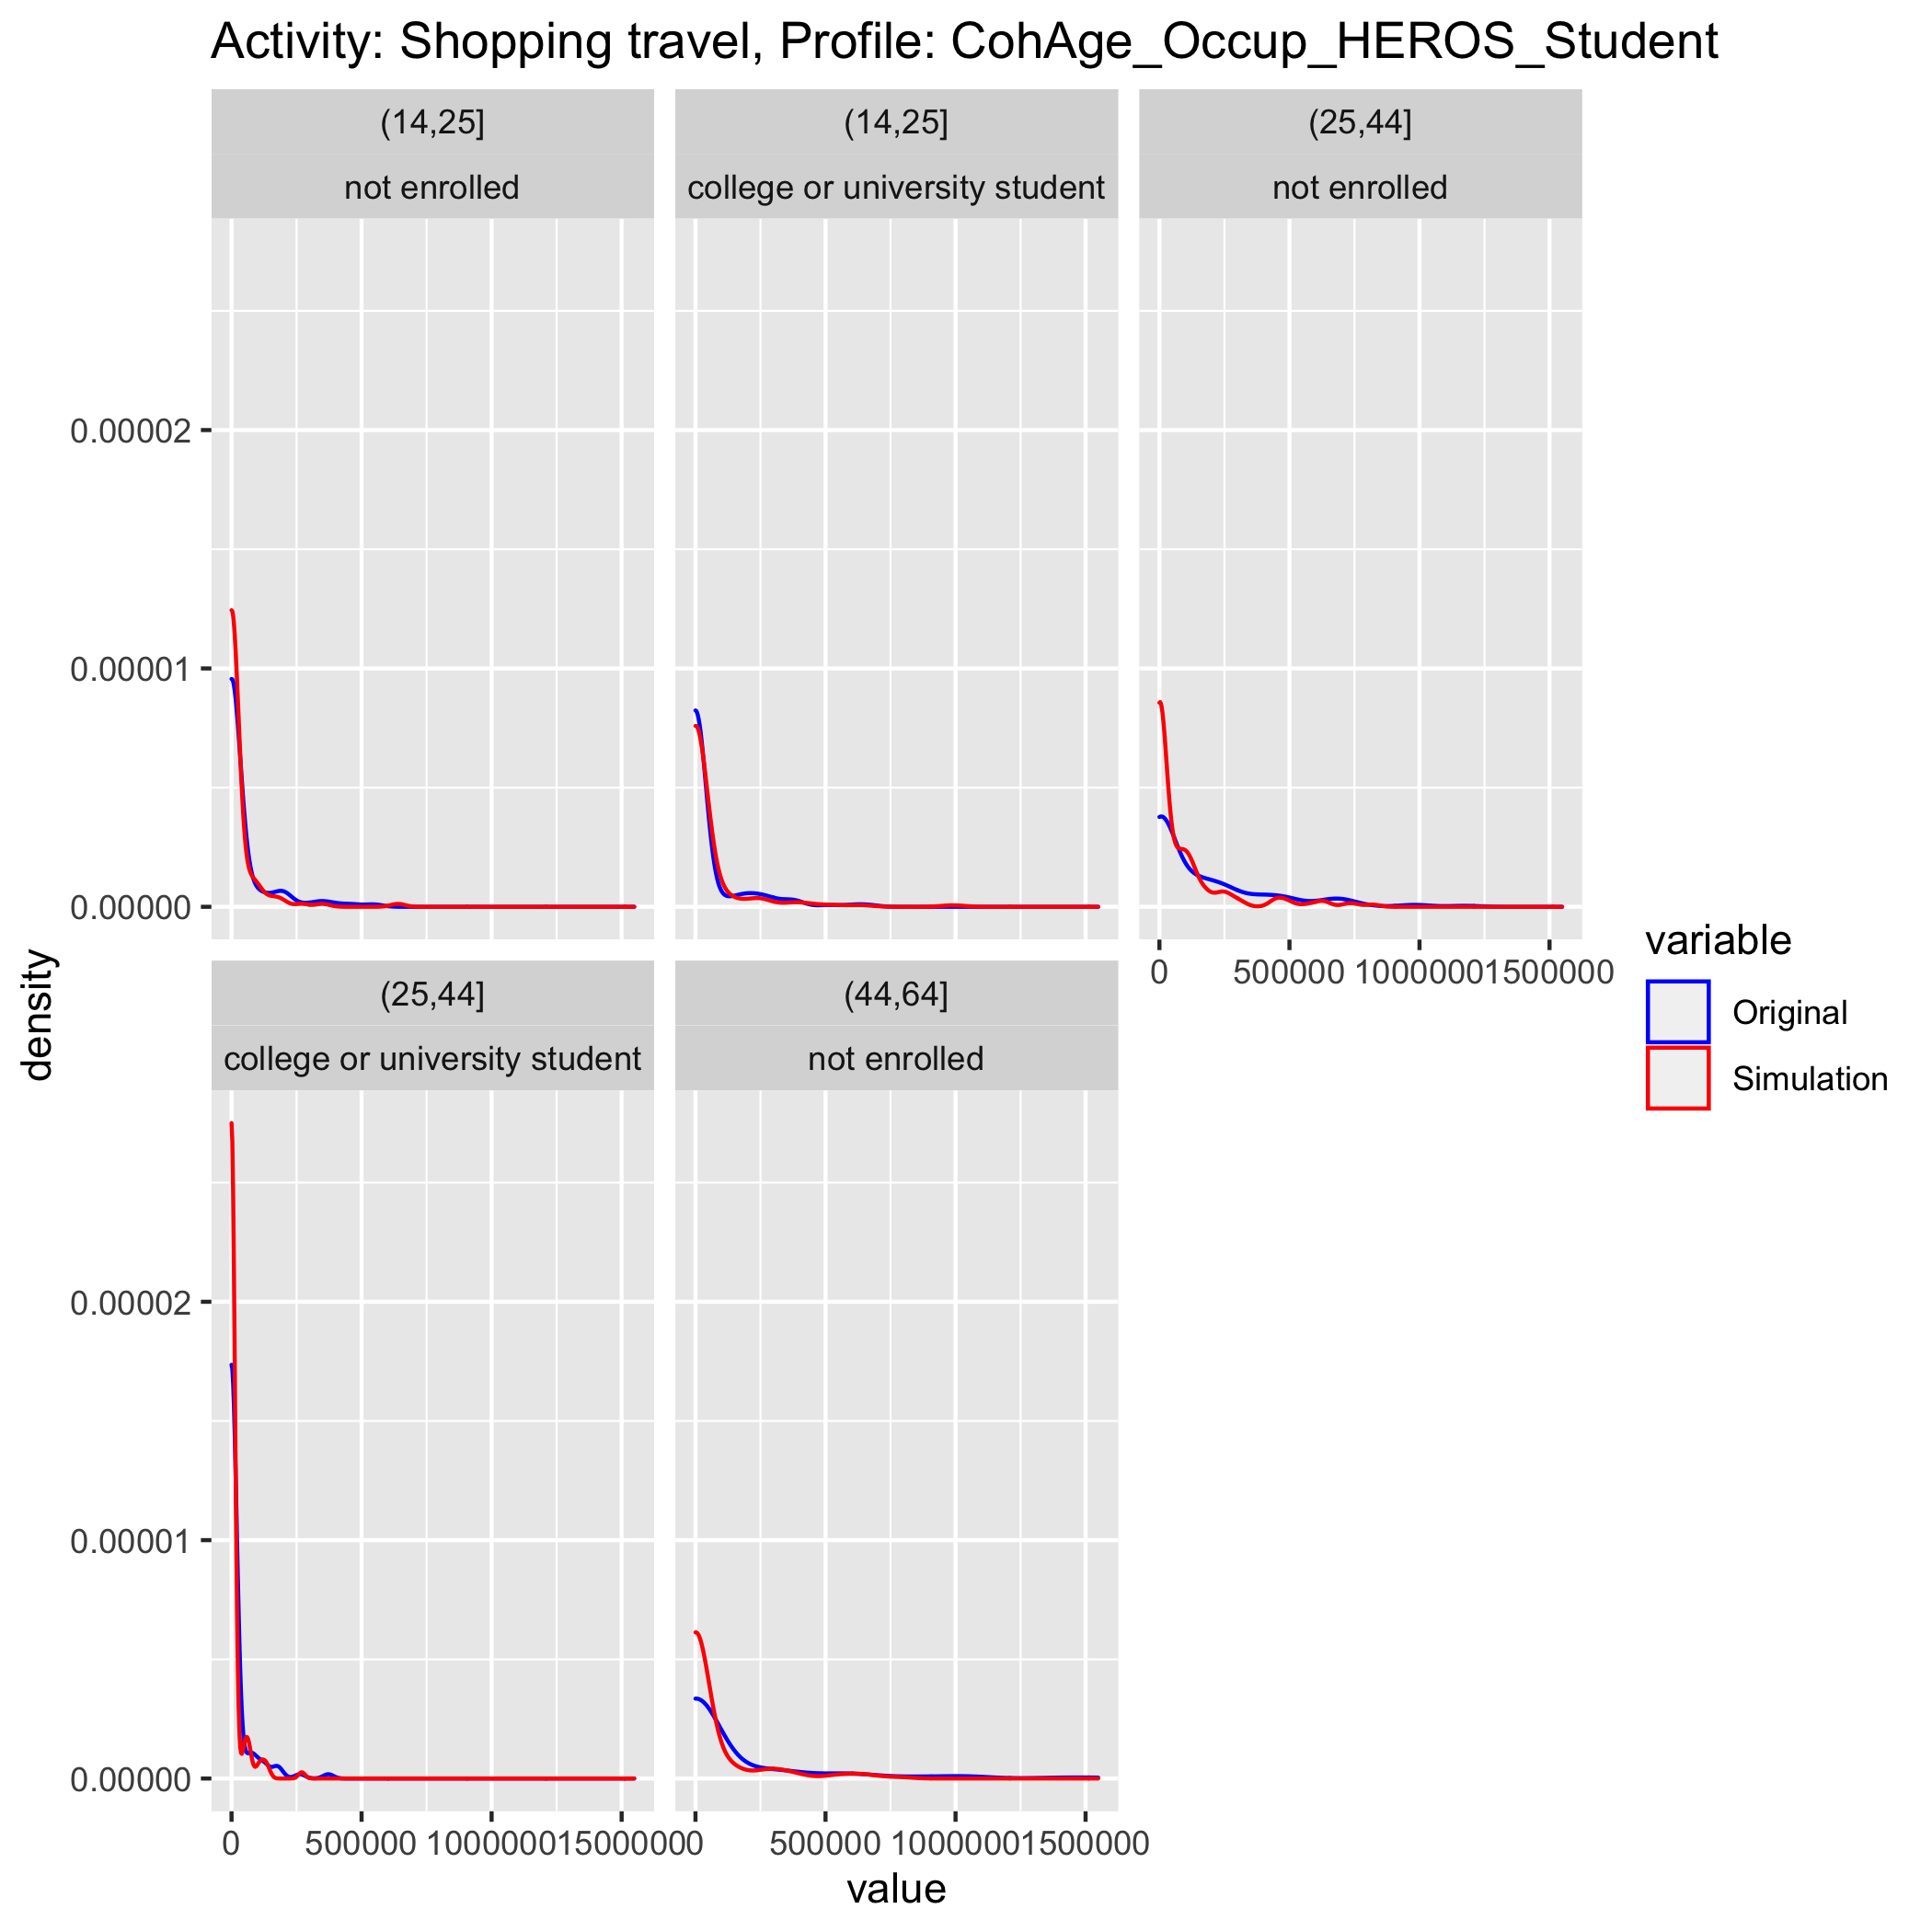 Activity: Shopping travel, Profile: CohAge_Occup_HEROS_Student
(14,25]
not enrolled
(14,25]
college or university student
(25,44]
not enrolled
0.00002
0.00001
0.00000
0 500000 1000000 1500000
(25,44]
college or university student
(44,64]
not enrolled
0.00002
0.00001
0.00000
0 500000 1000000 1500000
0 500000 1000000 1500000
density
value
variable
Original
Simulation